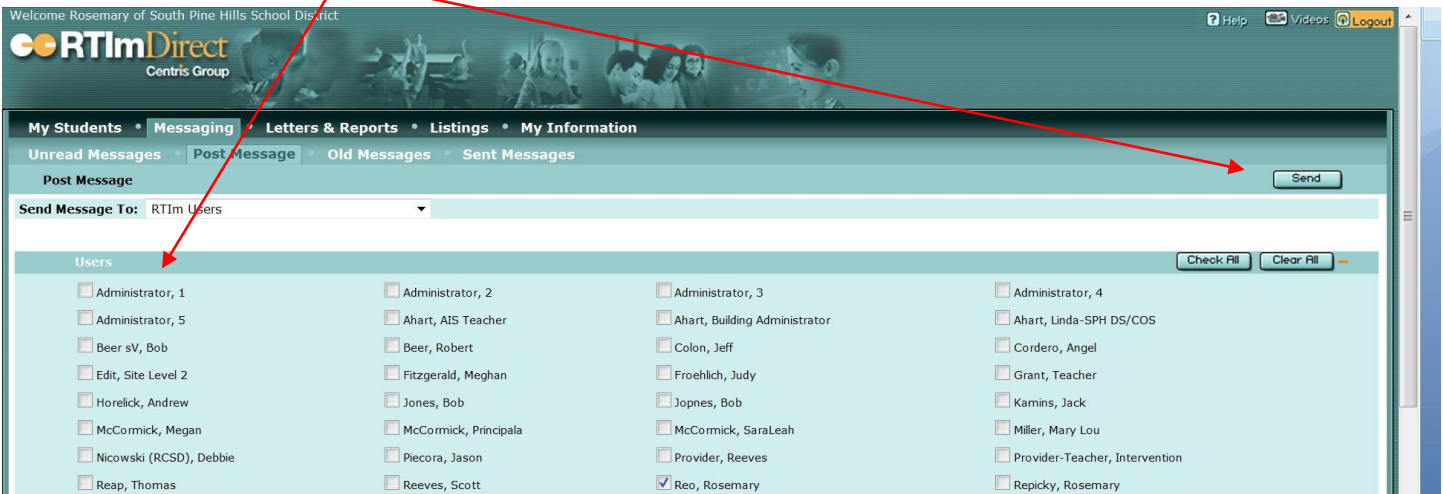 Welcome Rosemary of South Pine Hills School District
? Help Videos Logout
RTImDirect
Centris Group
My Students • Messaging • Letters & Reports • Listings • My Information
Unread Messages • Post Message • Old Messages • Sent Messages
Post Message Send
Send Message To: RTIm Users
Users Check All Clear All
Administrator, 1 Administrator, 2 Administrator, 3 Administrator, 4
Administrator, 5 Ahart, AIS Teacher Ahart, Building Administrator Ahart, Linda-SPH DS/COS
Beer sV, Bob Beer, Robert Colon, Jeff Cordero, Angel
Edit, Site Level 2 Fitzgerald, Meghan Froehlich, Judy Grant, Teacher
Horelick, Andrew Jones, Bob Jopnes, Bob Kamins, Jack
McCormick, Megan McCormick, Principala McCormick, SaraLeah Miller, Mary Lou
Nicowski (RCSD), Debbie Piecora, Jason Provider, Reeves Provider-Teacher, Intervention
Reap, Thomas Reeves, Scott Reo, Rosemary Repicky, Rosemary